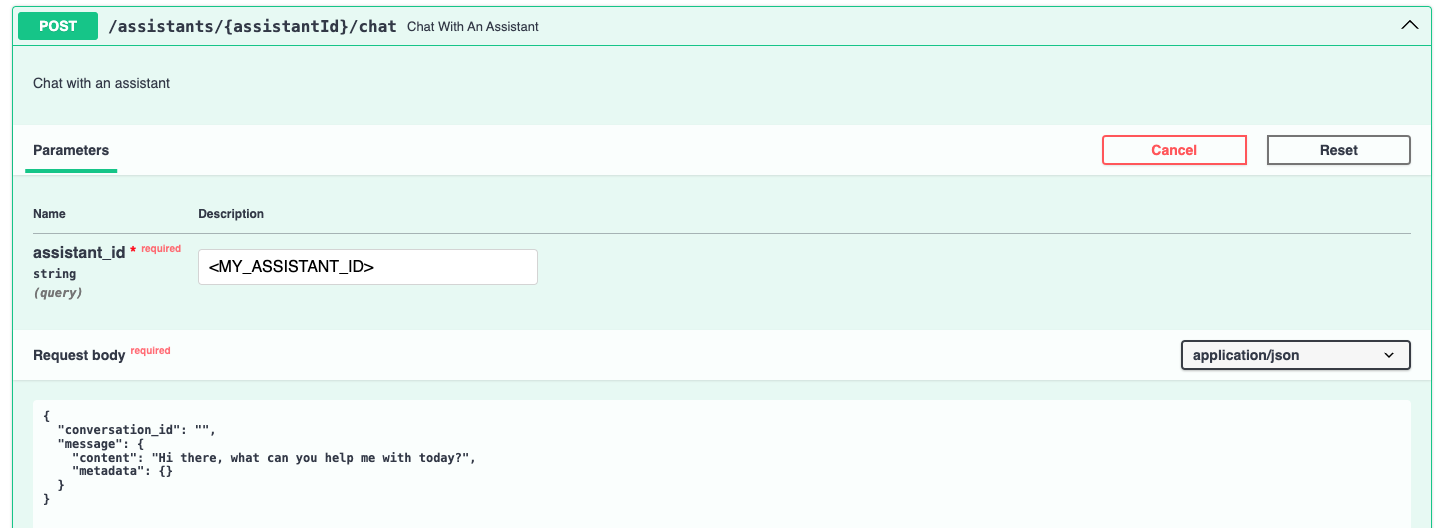 POST /assistants/{assistantId}/chat Chat With An Assistant
Chat with an assistant
Parameters Cancel Reset
Name Description
assistant_id * required <MY_ASSISTANT_ID>
string
(query)
Request body required application/json
{
  "conversation_id": "",
  "message": {
    "content": "Hi there, what can you help me with today?",
    "metadata": {}
  }
}